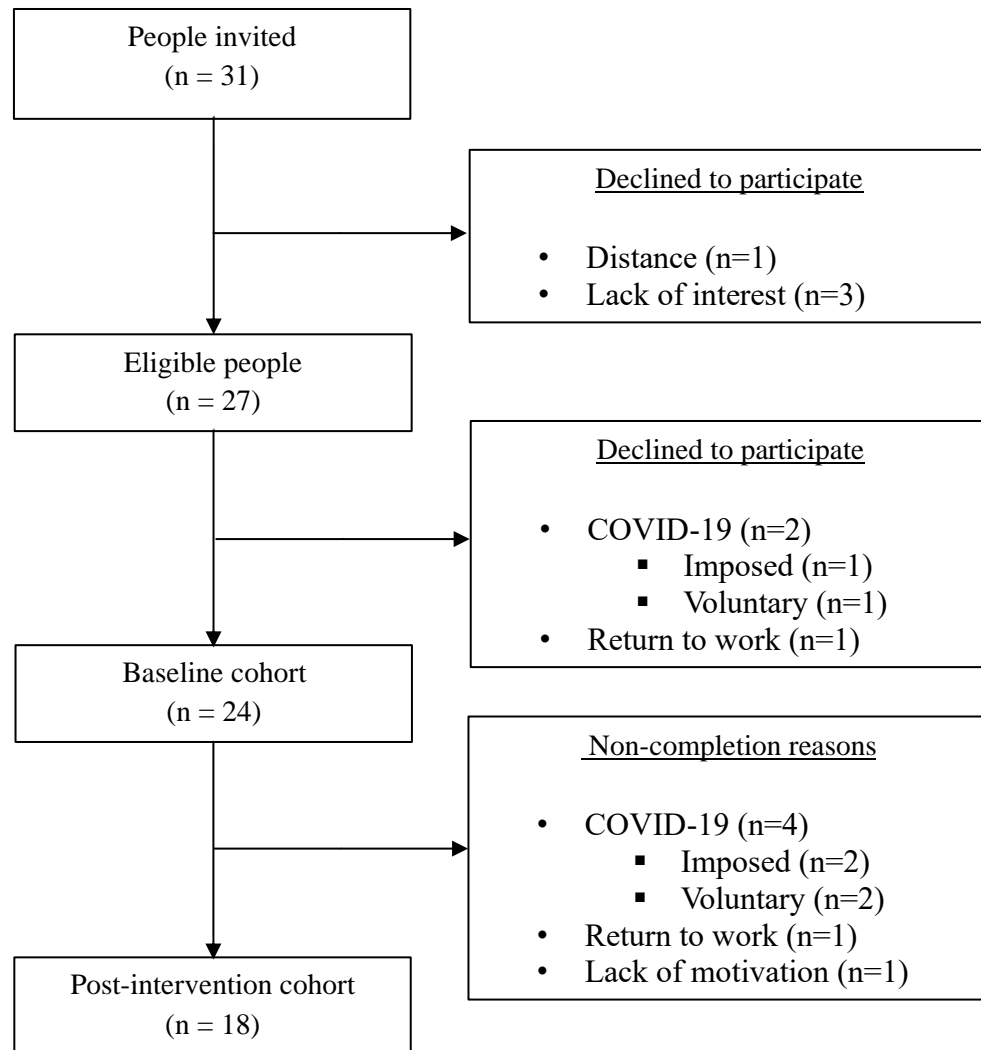 People invited
(n = 31)
Declined to participate
• Distance (n=1)
• Lack of interest (n=3)
Eligible people
(n = 27)
Declined to participate
• COVID-19 (n=2)
▪ Imposed (n=1)
▪ Voluntary (n=1)
• Return to work (n=1)
Baseline cohort
(n = 24)
Non-completion reasons
• COVID-19 (n=4)
▪ Imposed (n=2)
▪ Voluntary (n=2)
• Return to work (n=1)
• Lack of motivation (n=1)
Post-intervention cohort
(n = 18)